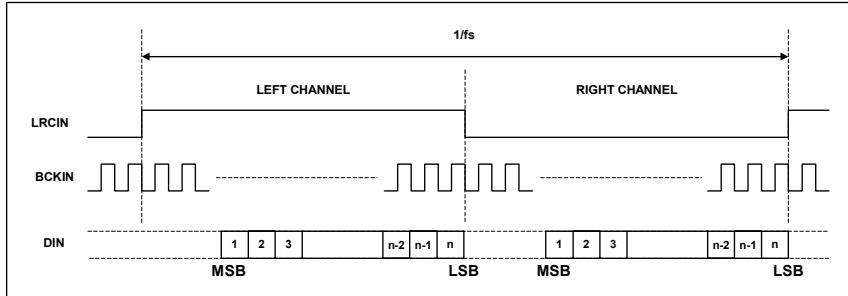 1/fs
LEFT CHANNEL RIGHT CHANNEL
LRCIN
BCKIN
DIN 1 2 3 n-2 n-1 n 1 2 3 n-2 n-1 n
MSB LSB MSB LSB